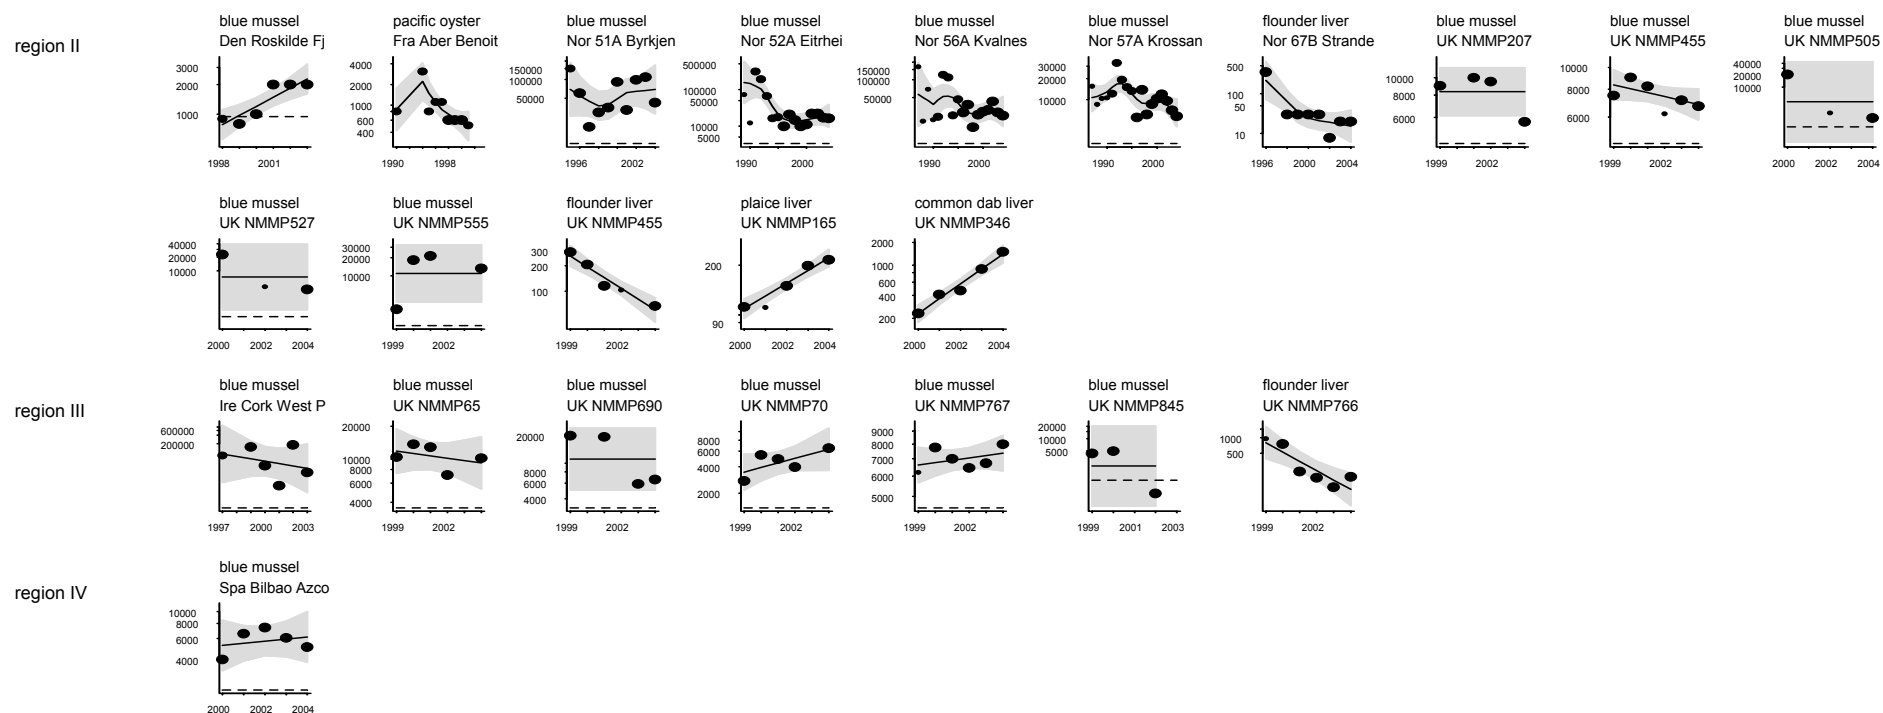 region II
blue mussel
Den Roskilde Fj
3000
2000
1000
1998
2001
pacific oyster
Fra Aber Benoit
4000
2000
1000
600
400
1990
1998
blue mussel
Nor 51A Byrkjen
150000
100000
50000
1996
2002
blue mussel
Nor 52A Eitrhei
500000
100000
50000
10000
5000
1990
2000
blue mussel
Nor 56A Kvalnes
150000
100000
50000
1990
2000
blue mussel
Nor 57A Krossan
30000
20000
10000
1990
2000
flounder liver
Nor 67B Strande
500
100
50
10
1996
2000
2004
blue mussel
UK NMMP207
10000
8000
6000
1999
2002
blue mussel
UK NMMP455
10000
8000
6000
1999
2002
2004
blue mussel
UK NMMP505
40000
20000
10000
2000
2002
2004
blue mussel
UK NMMP527
40000
20000
10000
2000
2002
2004
blue mussel
UK NMMP555
30000
20000
10000
1999
2002
flounder liver
UK NMMP455
300
200
100
1999
2002
plaice liver
UK NMMP165
200
90
2000
2002
2004
common dab liver
UK NMMP346
2000
1000
600
400
200
2000
2002
2004
region III
blue mussel
Ire Cork West P
600000
200000
1997
2000
2003
blue mussel
UK NMMP65
20000
10000
8000
6000
4000
1999
2002
blue mussel
UK NMMP690
20000
8000
6000
4000
1999
2002
blue mussel
UK NMMP70
8000
6000
4000
2000
1999
2002
blue mussel
UK NMMP767
9000
8000
7000
6000
5000
1999
2002
blue mussel
UK NMMP845
20000
10000
5000
1999
2001
2003
flounder liver
UK NMMP766
1000
500
1999
2002
region IV
blue mussel
Spa Bilbao Azco
10000
8000
6000
4000
2000
2002
2004